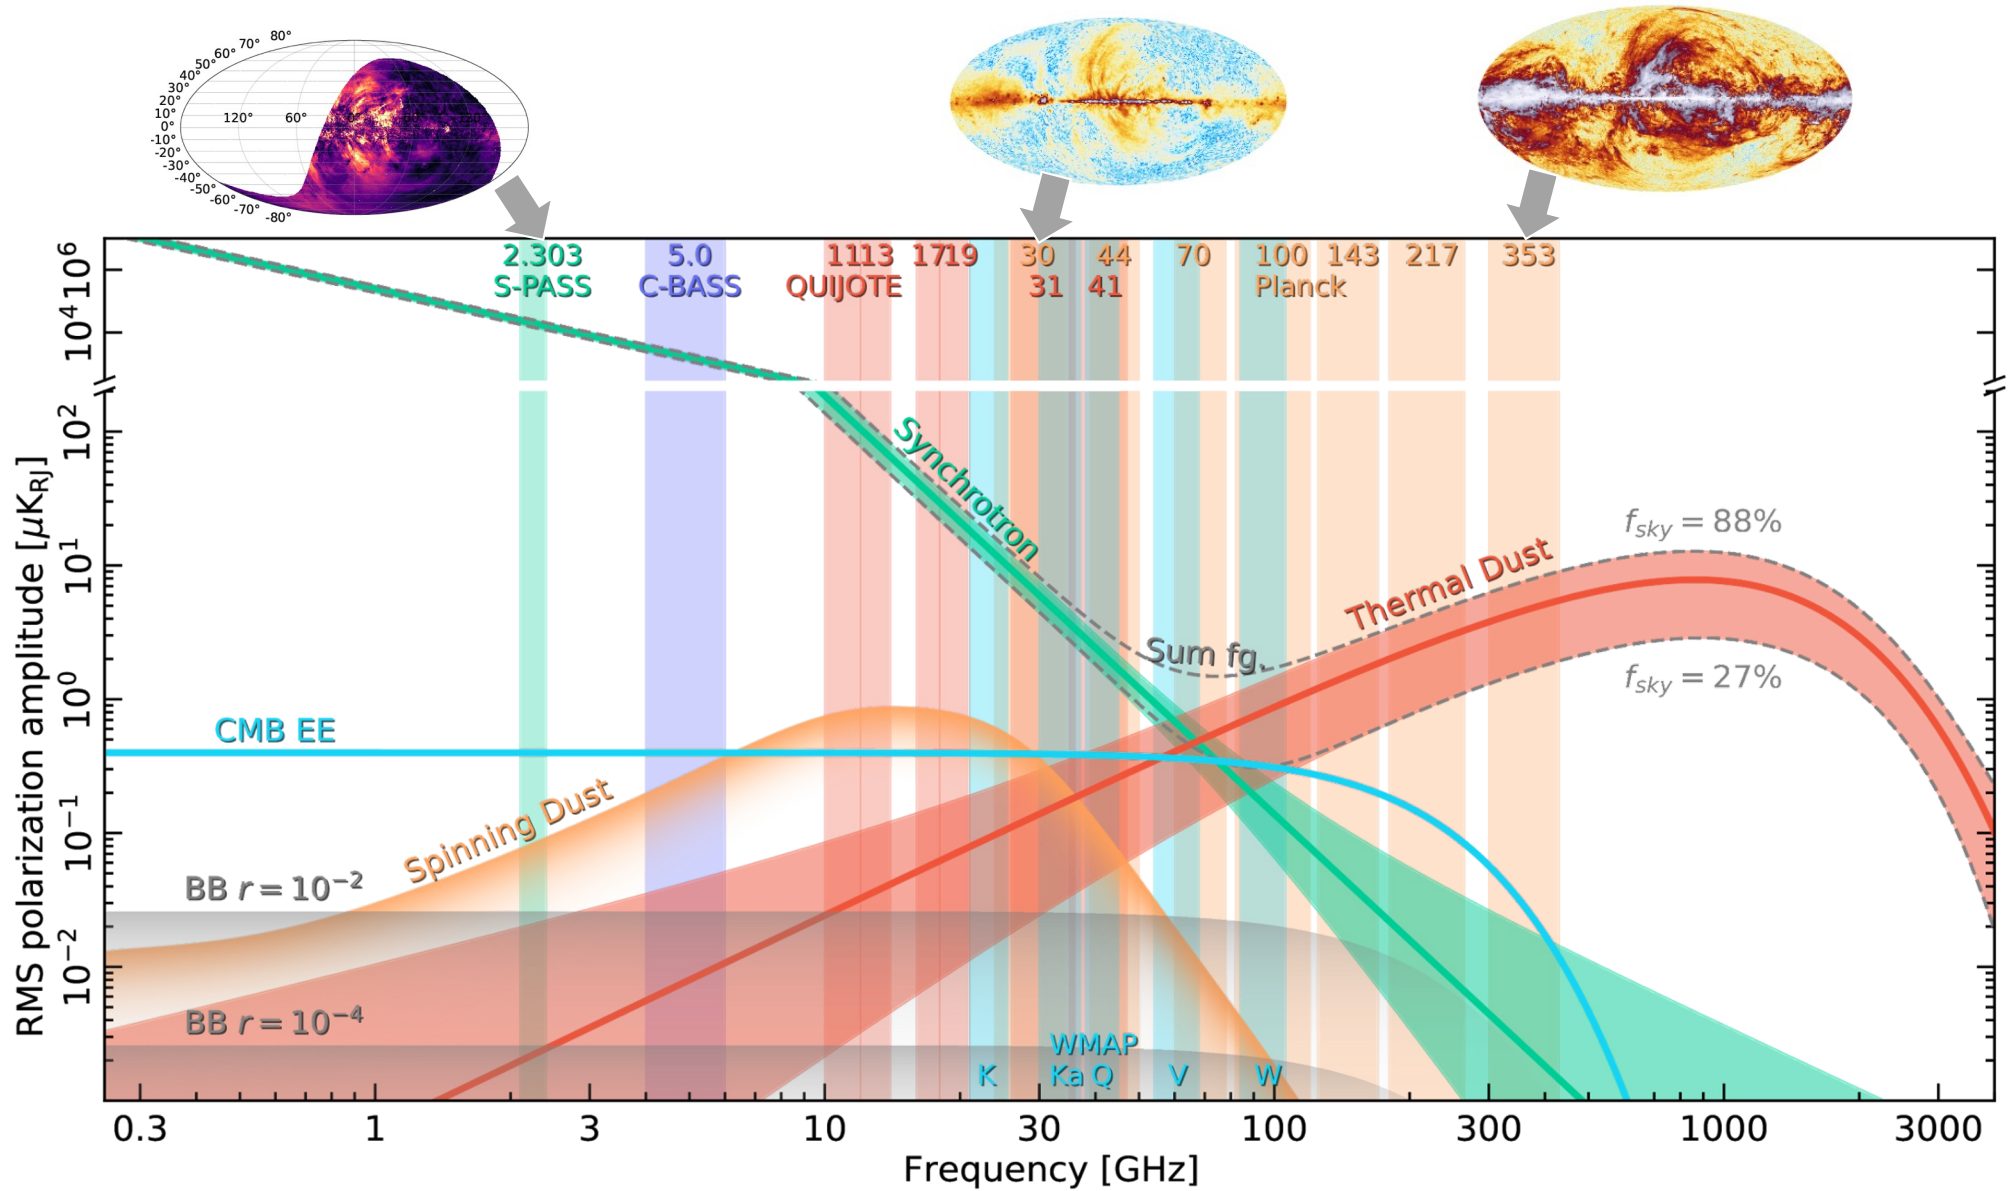 80°
70°
60°
50°
40°
30°
20°
10°
0°
-10°
-20°
-30°
-40°
-50°
-60°
-70°
-80°
120° 60° 0°
2.303
S-PASS
5.0
C-BASS
1113 1719
QUIJOTE
30 44 70 100 143 217 353
31 41 Planck
10⁶
10⁴
10²
10¹
10⁰
10⁻¹
10⁻²
RMS polarization amplitude [μK_RJ]
Synchrotron
f_sky = 88%
Thermal Dust
Sum fg.
f_sky = 27%
CMB EE
Spinning Dust
BB r = 10⁻²
BB r = 10⁻⁴
WMAP
K Ka Q V W
0.3 1 3 10 30 100 300 1000 3000
Frequency [GHz]